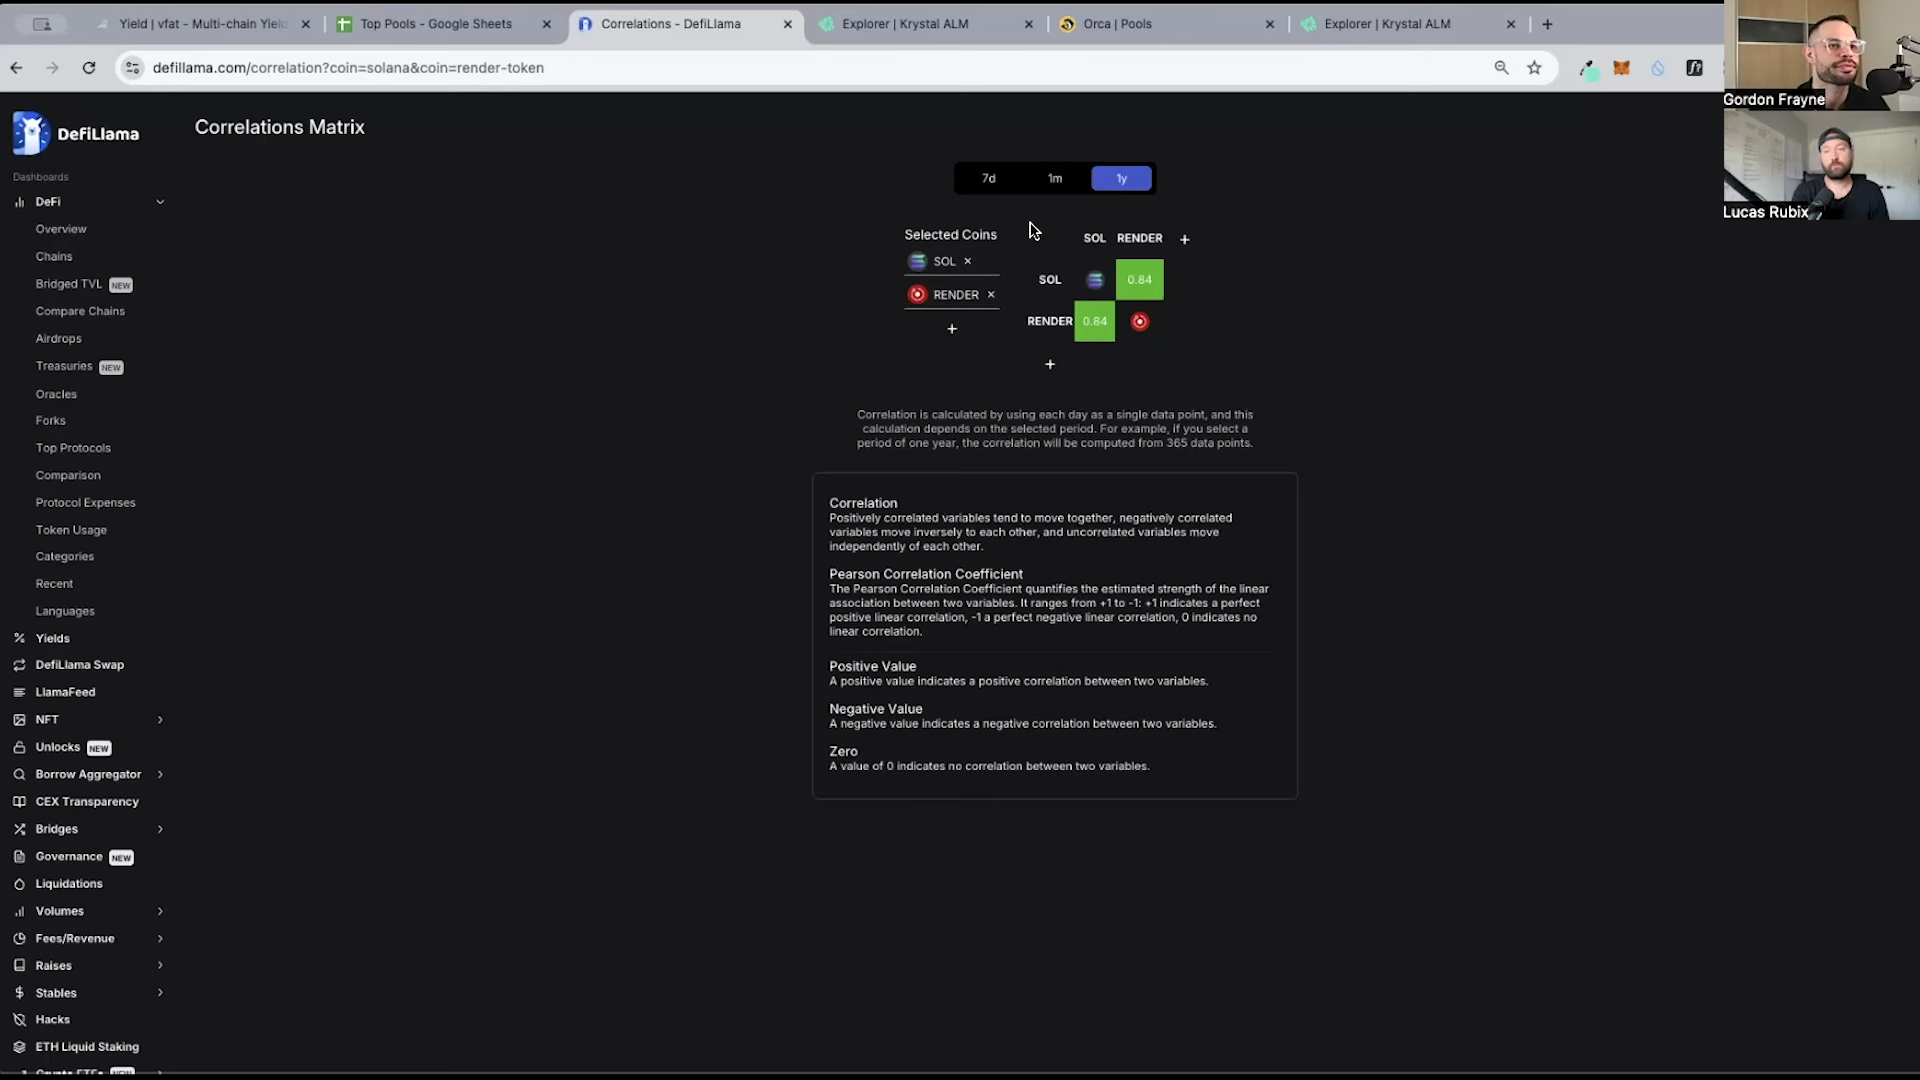 Yield | vfat - Multi-chain Yield
Top Pools - Google Sheets
Correlations - DefiLlama
Explorer | Krystal ALM
Orca | Pools
Explorer | Krystal ALM
defillama.com/correlation?coin=solana&coin=render-token
Gordon Frayne
Lucas Rubix
DefiLlama
Correlations Matrix
Dashboards
DeFi
Overview
Chains
Bridged TVL NEW
Compare Chains
Airdrops
Treasuries NEW
Oracles
Forks
Top Protocols
Comparison
Protocol Expenses
Token Usage
Categories
Recent
Languages
Yields
DefiLlama Swap
LlamaFeed
NFT
Unlocks NEW
Borrow Aggregator
CEX Transparency
Bridges
Governance NEW
Liquidations
Volumes
Fees/Revenue
Raises
Stables
Hacks
ETH Liquid Staking
Crypto ETFs NEW
7d 1m 1y
Selected Coins
SOL ×
RENDER ×
+
SOL RENDER +
SOL 0.84
RENDER 0.84
+
Correlation is calculated by using each day as a single data point, and this
calculation depends on the selected period. For example, if you select a
period of one year, the correlation will be computed from 365 data points.
Correlation
Positively correlated variables tend to move together, negatively correlated
variables move inversely to each other, and uncorrelated variables move
independently of each other.
Pearson Correlation Coefficient
The Pearson Correlation Coefficient quantifies the estimated strength of the linear
association between two variables. It ranges from +1 to -1: +1 indicates a perfect
positive linear correlation, -1 a perfect negative linear correlation, 0 indicates no
linear correlation.
Positive Value
A positive value indicates a positive correlation between two variables.
Negative Value
A negative value indicates a negative correlation between two variables.
Zero
A value of 0 indicates no correlation between two variables.